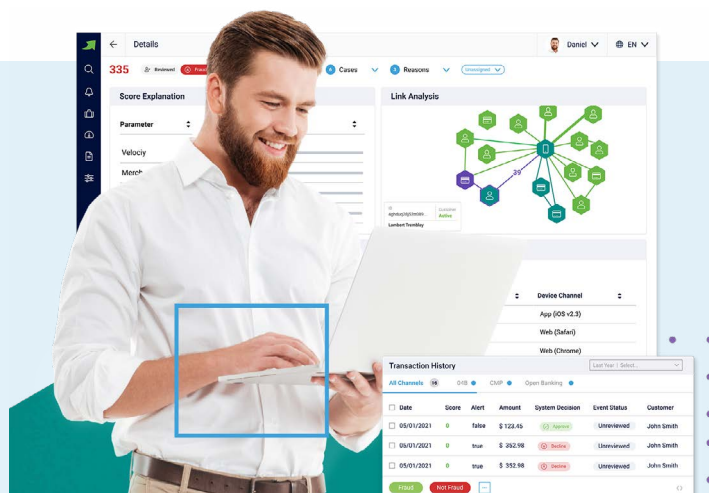 Details
Daniel
EN
335
Reviewed
Cases
3 Reasons
Unassigned
Score Explanation
Link Analysis
Parameter
Velociy
Merch
39
ID
Customer
Active
Lambert Tremblay
Device Channel
App (iOS v2.3)
Web (Safari)
Web (Chrome)
Transaction History
Last Year | Select...
All Channels
CNP
Open Banking
Date Score Alert Amount System Decision Event Status Customer
05/01/2021 0 false $ 123.45 Approve Unreviewed John Smith
05/01/2021 0 true $ 352.98 Decline Unreviewed John Smith
05/01/2021 0 true $ 352.98 Decline Unreviewed John Smith
Fraud Not Fraud